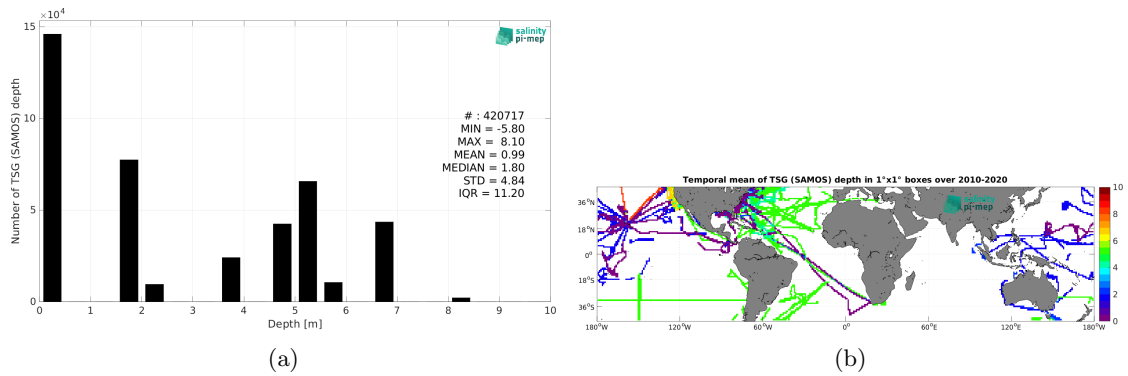 ×10⁴
15
10
5
0
Number of TSG (SAMOS) depth
0 1 2 3 4 5 6 7 8 9 10
Depth [m]
salinity
pi-mep
# : 420717
MIN = -5.80
MAX = 8.10
MEAN = 0.99
MEDIAN = 1.80
STD = 4.84
IQR = 11.20
(a)
Temporal mean of TSG (SAMOS) depth in 1°x1° boxes over 2010-2020
36°N
18°N
0°
18°S
36°S
180°W 120°W 60°W 0° 60°E 120°E 180°W
salinity
pi-mep
10
8
6
4
2
0
(b)